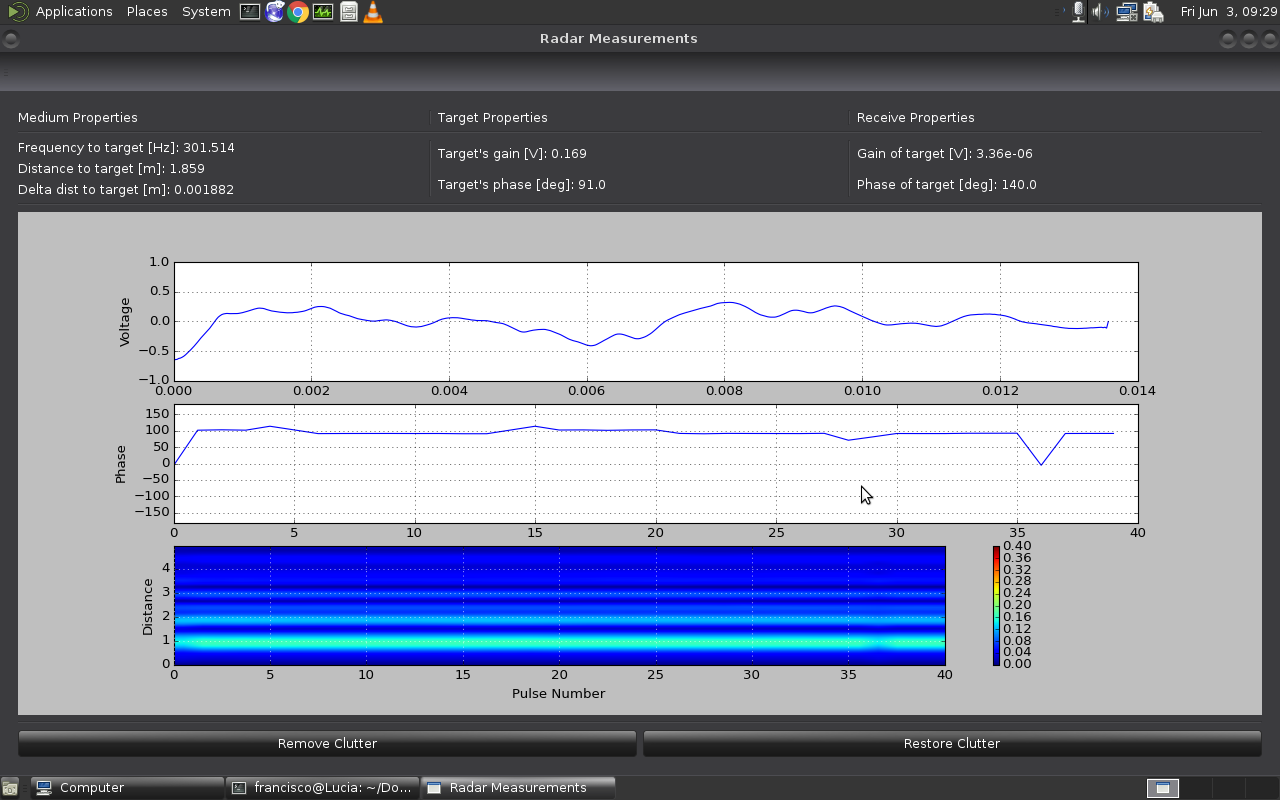 Applications Places System Fri Jun 3, 09:29
Radar Measurements
Medium Properties Target Properties Receive Properties
Frequency to target [Hz]: 301.514
Distance to target [m]: 1.859
Delta dist to target [m]: 0.001882
Target's gain [V]: 0.169
Target's phase [deg]: 91.0
Gain of target [V]: 3.36e-06
Phase of target [deg]: 140.0
Voltage
1.0
0.5
0.0
−0.5
−1.0
0.000 0.002 0.004 0.006 0.008 0.010 0.012 0.014
Phase
150
100
50
0
−50
−100
−150
0 5 10 15 20 25 30 35 40
Distance
4
3
2
1
0
0 5 10 15 20 25 30 35 40
Pulse Number
0.40
0.36
0.32
0.28
0.24
0.20
0.16
0.12
0.08
0.04
0.00
Remove Clutter Restore Clutter
Computer francisco@Lucia: ~/Do... Radar Measurements